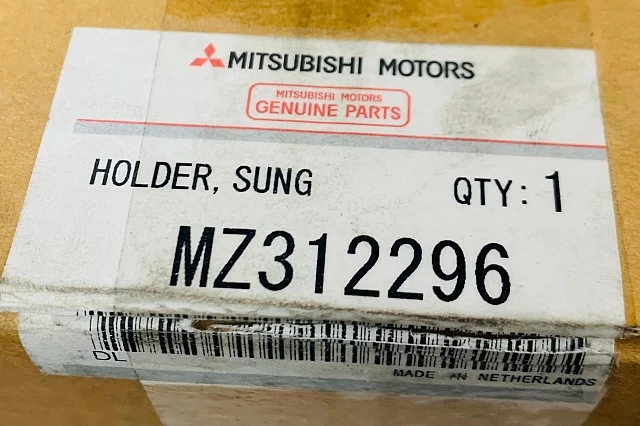 MITSUBISHI MOTORS
MITSUBISHI MOTORS
GENUINE PARTS
HOLDER, SUNG QTY: 1
MZ312296
DL
MADE IN NETHERLANDS